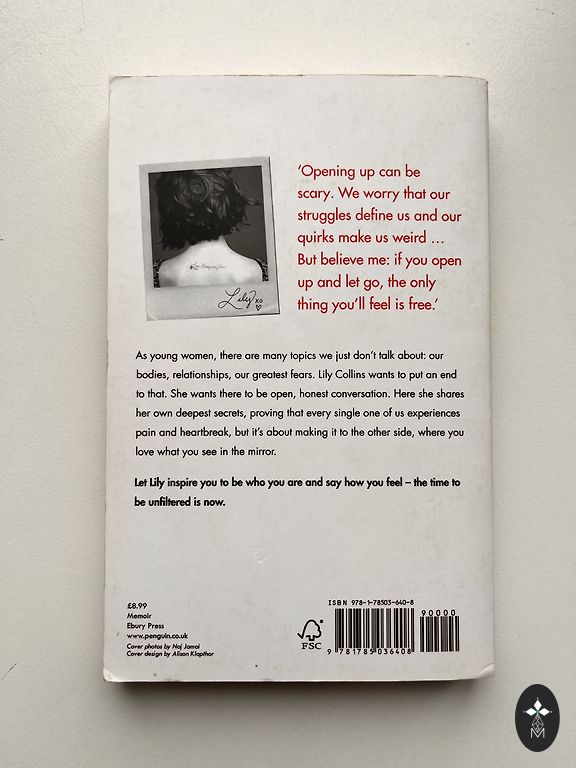 'Opening up can be
scary. We worry that our
struggles define us and our
quirks make us weird ...
But believe me: if you open
up and let go, the only
thing you'll feel is free.'
Lily xo
As young women, there are many topics we just don't talk about: our
bodies, relationships, our greatest fears. Lily Collins wants to put an end
to that. She wants there to be open, honest conversation. Here she shares
her own deepest secrets, proving that every single one of us experiences
pain and heartbreak, but it's about making it to the other side, where you
love what you see in the mirror.
Let Lily inspire you to be who you are and say how you feel – the time to
be unfiltered is now.
£8.99
Memoir
Ebury Press
www.penguin.co.uk
Cover photos by Naj Jamai
Cover design by Alison Klapthor
FSC
ISBN 978-1-78503-640-8
90000
9 781785 036408
M